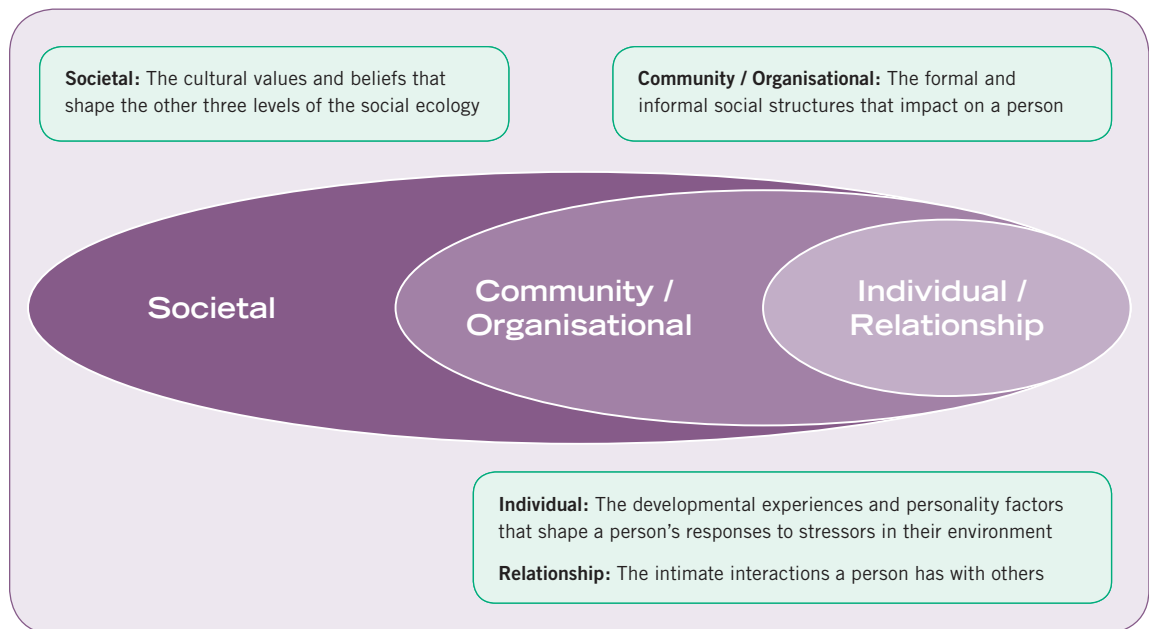 Societal: The cultural values and beliefs that
shape the other three levels of the social ecology
Community / Organisational: The formal and
informal social structures that impact on a person
Societal
Community /
Organisational
Individual /
Relationship
Individual: The developmental experiences and personality factors
that shape a person's responses to stressors in their environment
Relationship: The intimate interactions a person has with others